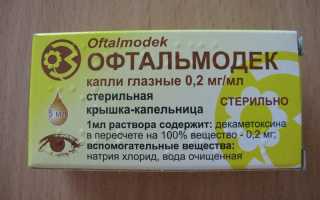 Oftalmodek
ОФТАЛЬМОДЕК
капли глазные 0,2 мг/мл
стерильная
крышка-капельница
СТЕРИЛЬНО
5 мл
1мл раствора содержит: декаметоксина
в пересчете на 100% вещество - 0,2 мг;
вспомогательные вещества:
натрия хлорид, вода очищенная